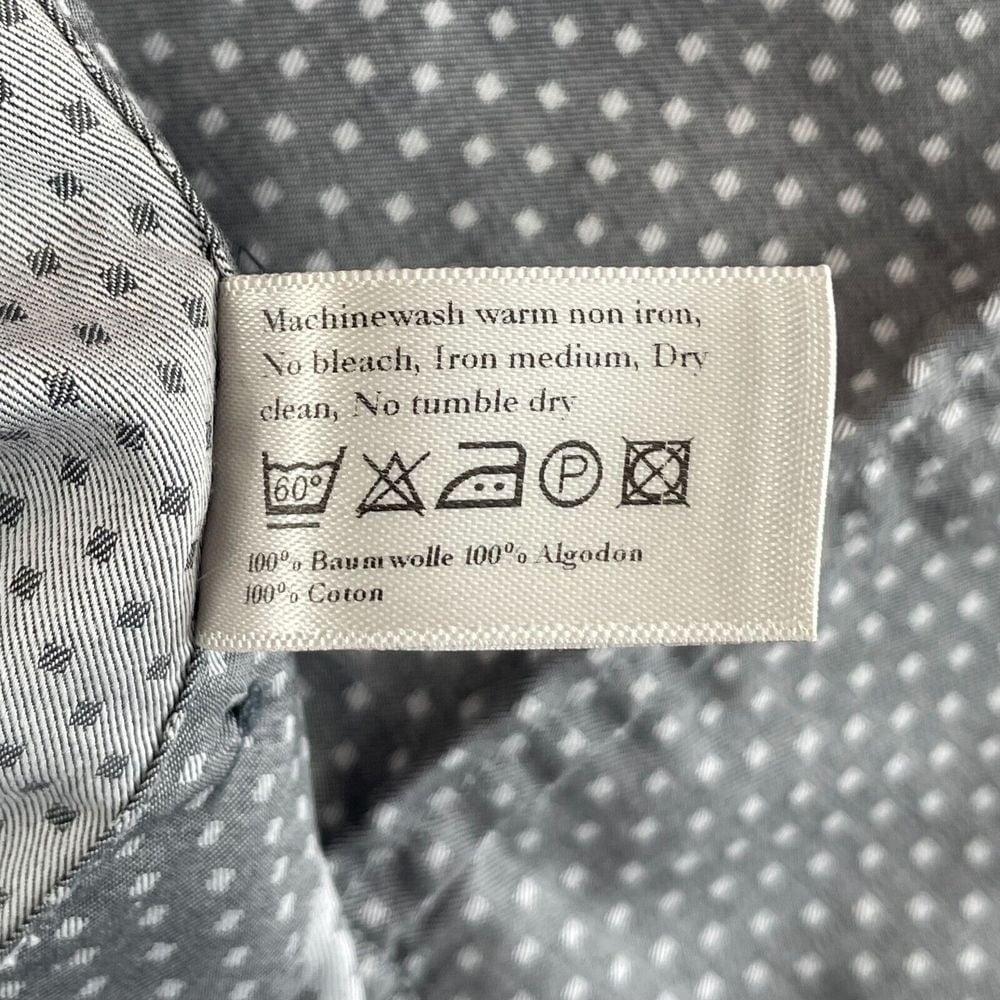 Machinewash warm non iron,
No bleach, Iron medium, Dry
clean, No tumble dry
60° P
100% Baumwolle 100% Algodon
100% Coton